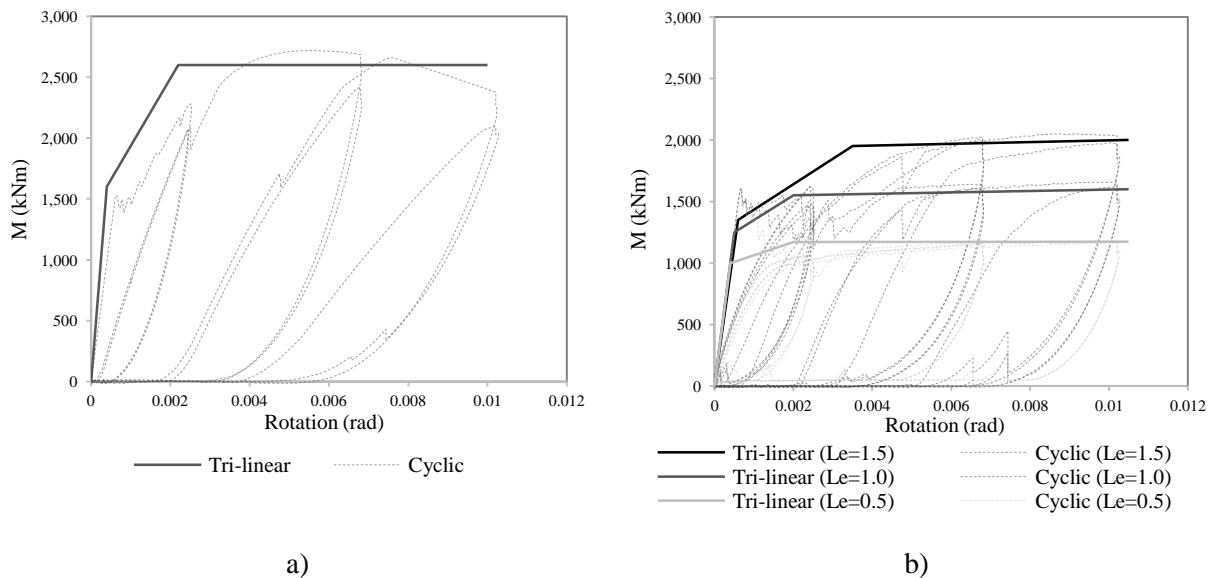 3,000
2,500
2,000
1,500
1,000
500
0
M (kNm)
0 0.002 0.004 0.006 0.008 0.01 0.012
Rotation (rad)
Tri-linear Cyclic
a)
3,000
2,500
2,000
1,500
1,000
500
0
M (kNm)
0 0.002 0.004 0.006 0.008 0.01 0.012
Rotation (rad)
Tri-linear (Le=1.5) Cyclic (Le=1.5)
Tri-linear (Le=1.0) Cyclic (Le=1.0)
Tri-linear (Le=0.5) Cyclic (Le=0.5)
b)